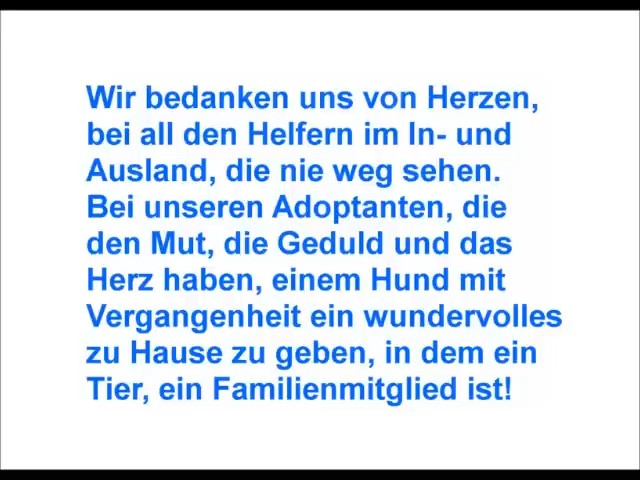 Wir bedanken uns von Herzen,
bei all den Helfern im In- und
Ausland, die nie weg sehen.
Bei unseren Adoptanten, die
den Mut, die Geduld und das
Herz haben, einem Hund mit
Vergangenheit ein wundervolles
zu Hause zu geben, in dem ein
Tier, ein Familienmitglied ist!